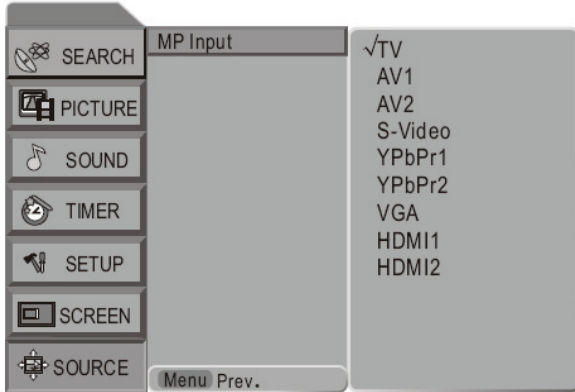 SEARCH
PICTURE
SOUND
TIMER
SETUP
SCREEN
SOURCE
MP Input
Menu Prev.
√TV
AV1
AV2
S-Video
YPbPr1
YPbPr2
VGA
HDMI1
HDMI2